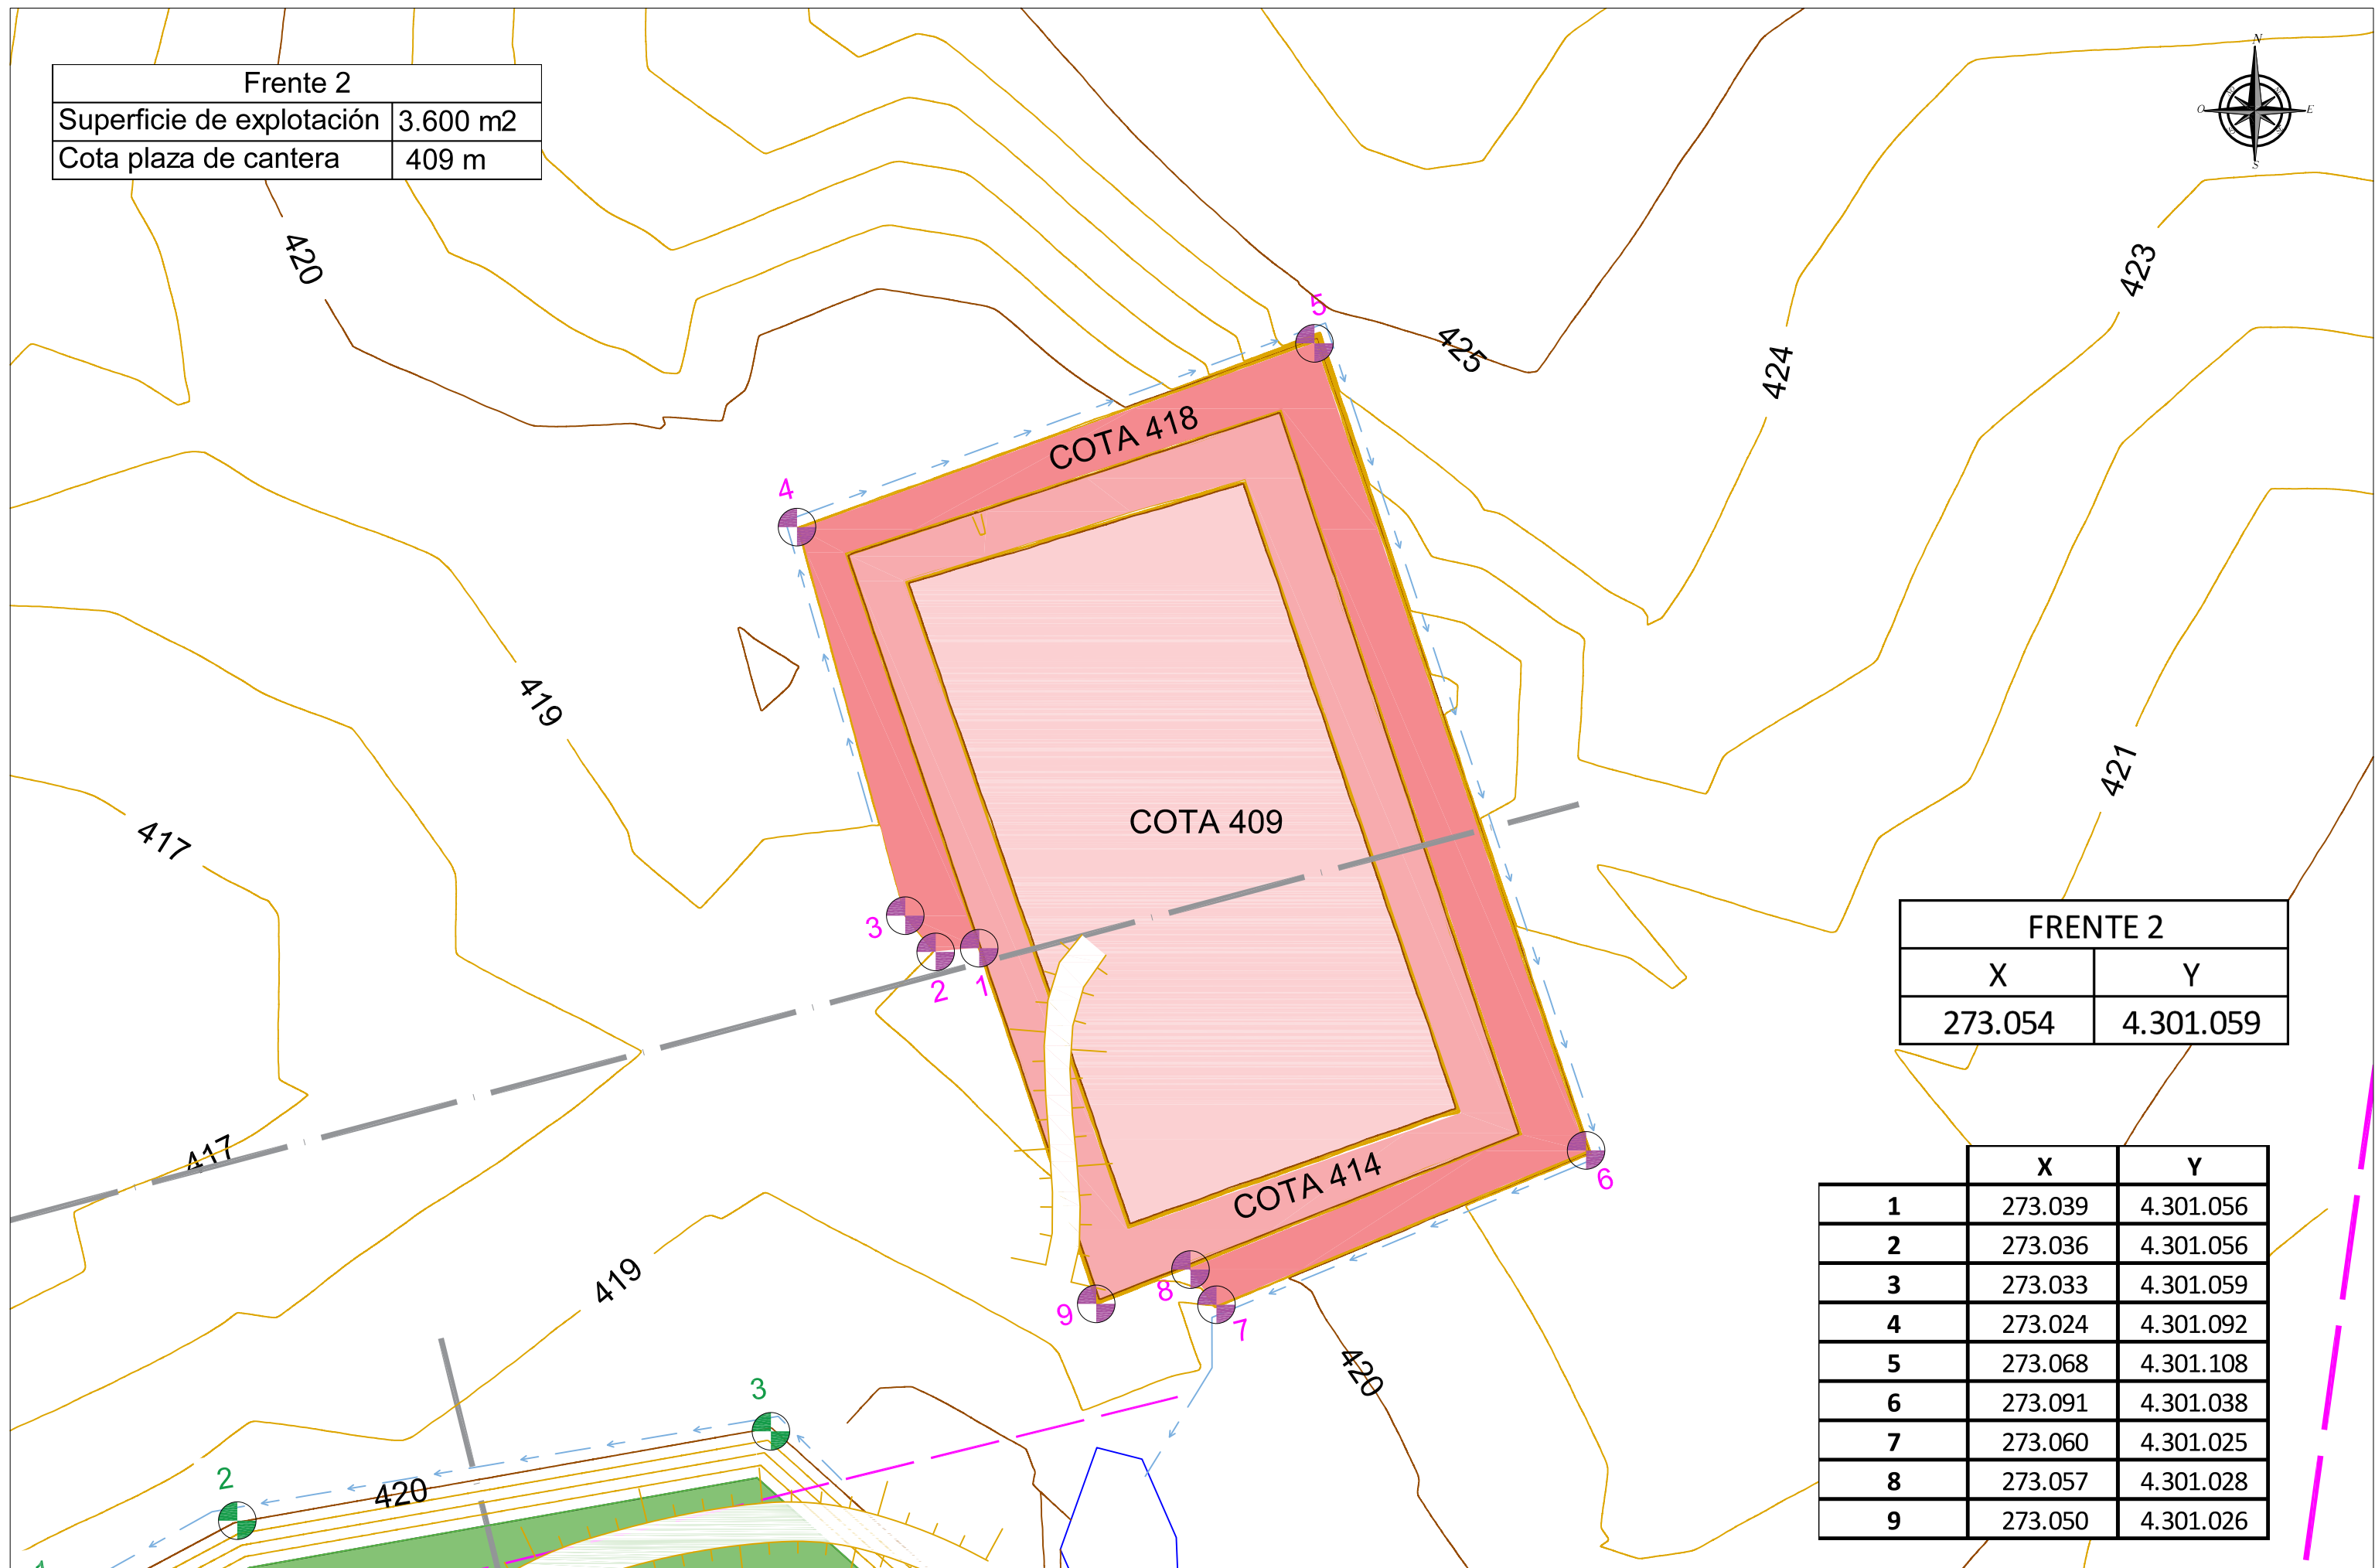 Frente 2
Superficie de explotación 3.600 m2
Cota plaza de cantera 409 m
N
O E
S
420
423
5
425
424
COTA 418
4
419
421
417
COTA 409
3
2 1
FRENTE 2
X Y
273.054 4.301.059
417
COTA 414
6
X Y
1 273.039 4.301.056
2 273.036 4.301.056
3 273.033 4.301.059
4 273.024 4.301.092
5 273.068 4.301.108
6 273.091 4.301.038
7 273.060 4.301.025
8 273.057 4.301.028
9 273.050 4.301.026
419
8
9
7
420
3
2
420